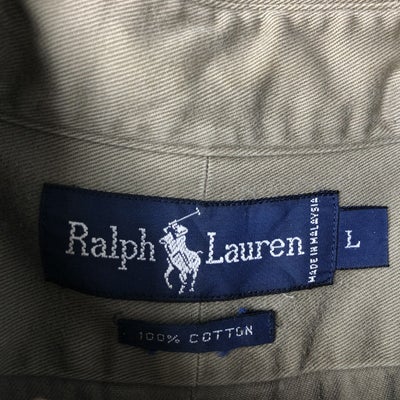 Ralph Lauren
MADE IN MALAYSIA
L
100% COTTON